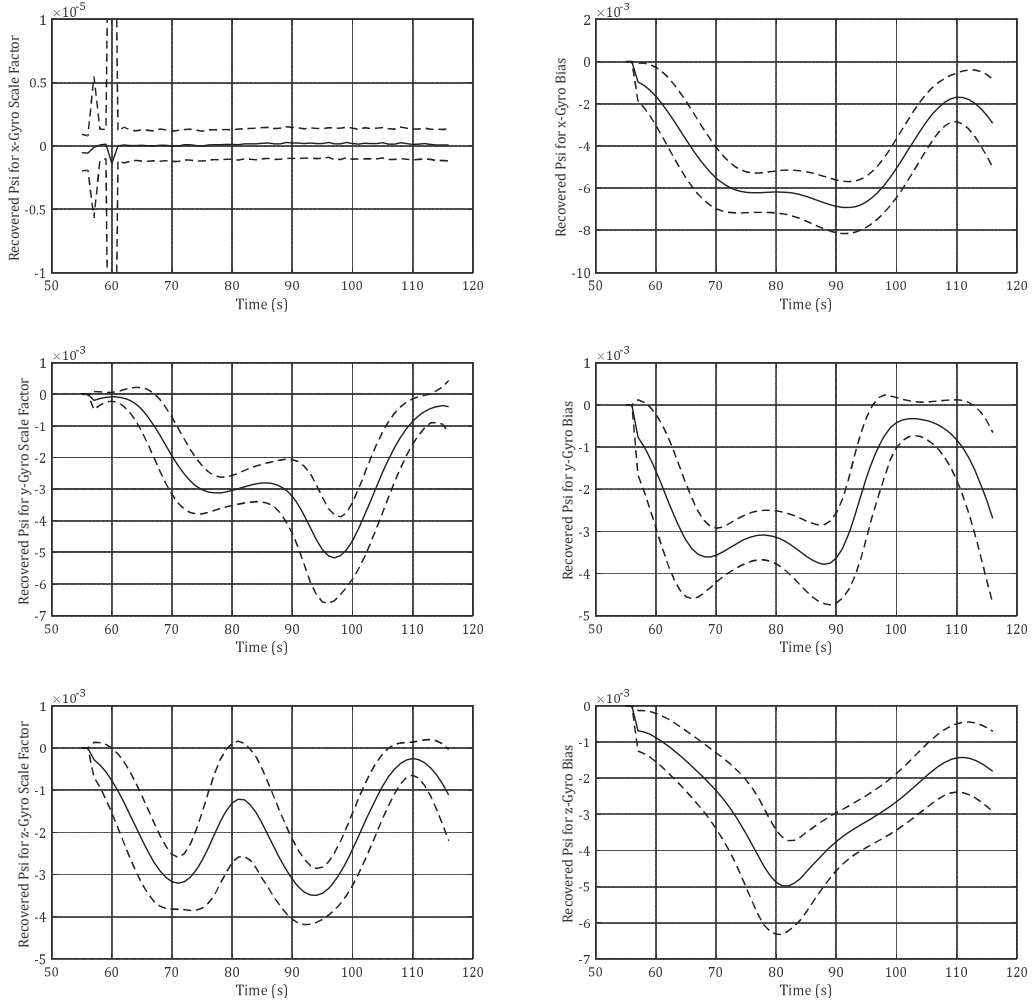 ×10⁻⁵
1
0.5
0
-0.5
-1
50 60 70 80 90 100 110 120
Time (s)
Recovered Psi for x-Gyro Scale Factor
×10⁻³
2
0
-2
-4
-6
-8
-10
50 60 70 80 90 100 110 120
Time (s)
Recovered Psi for x-Gyro Bias
×10⁻³
1
0
-1
-2
-3
-4
-5
-6
-7
50 60 70 80 90 100 110 120
Time (s)
Recovered Psi for y-Gyro Scale Factor
×10⁻³
1
0
-1
-2
-3
-4
-5
50 60 70 80 90 100 110 120
Time (s)
Recovered Psi for y-Gyro Bias
×10⁻³
1
0
-1
-2
-3
-4
-5
50 60 70 80 90 100 110 120
Time (s)
Recovered Psi for z-Gyro Scale Factor
×10⁻³
0
-1
-2
-3
-4
-5
-6
-7
50 60 70 80 90 100 110 120
Time (s)
Recovered Psi for z-Gyro Bias